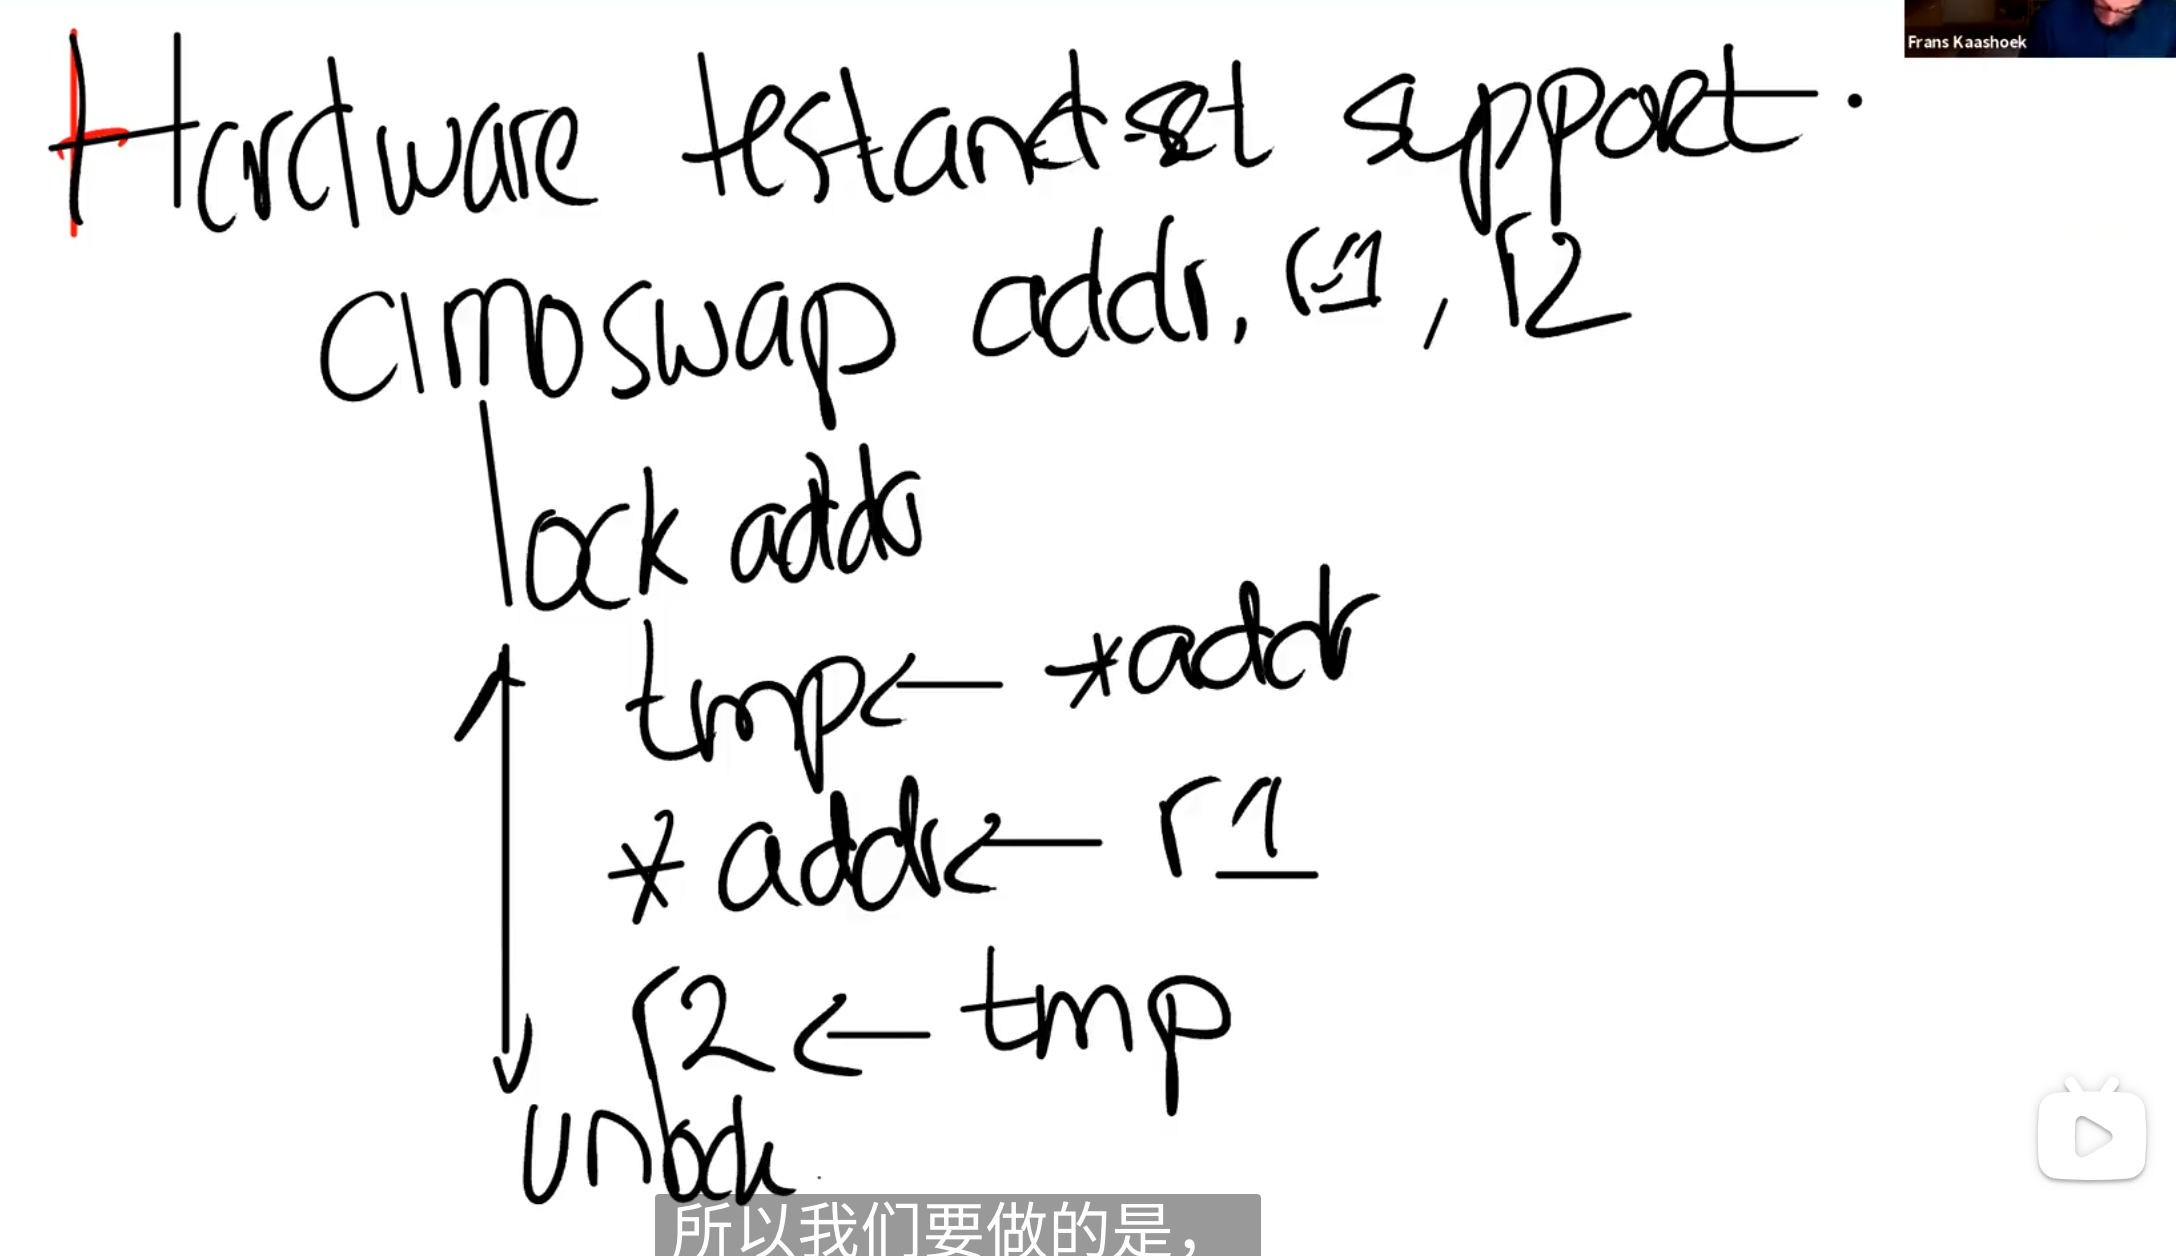 Frans Kaashoek
Hardware test and set support.
amoswap addr, r1, r2
lock addr
tmp ← *addr
* addr ← r1
r2 ← tmp
unlock
所以我们要做的是，